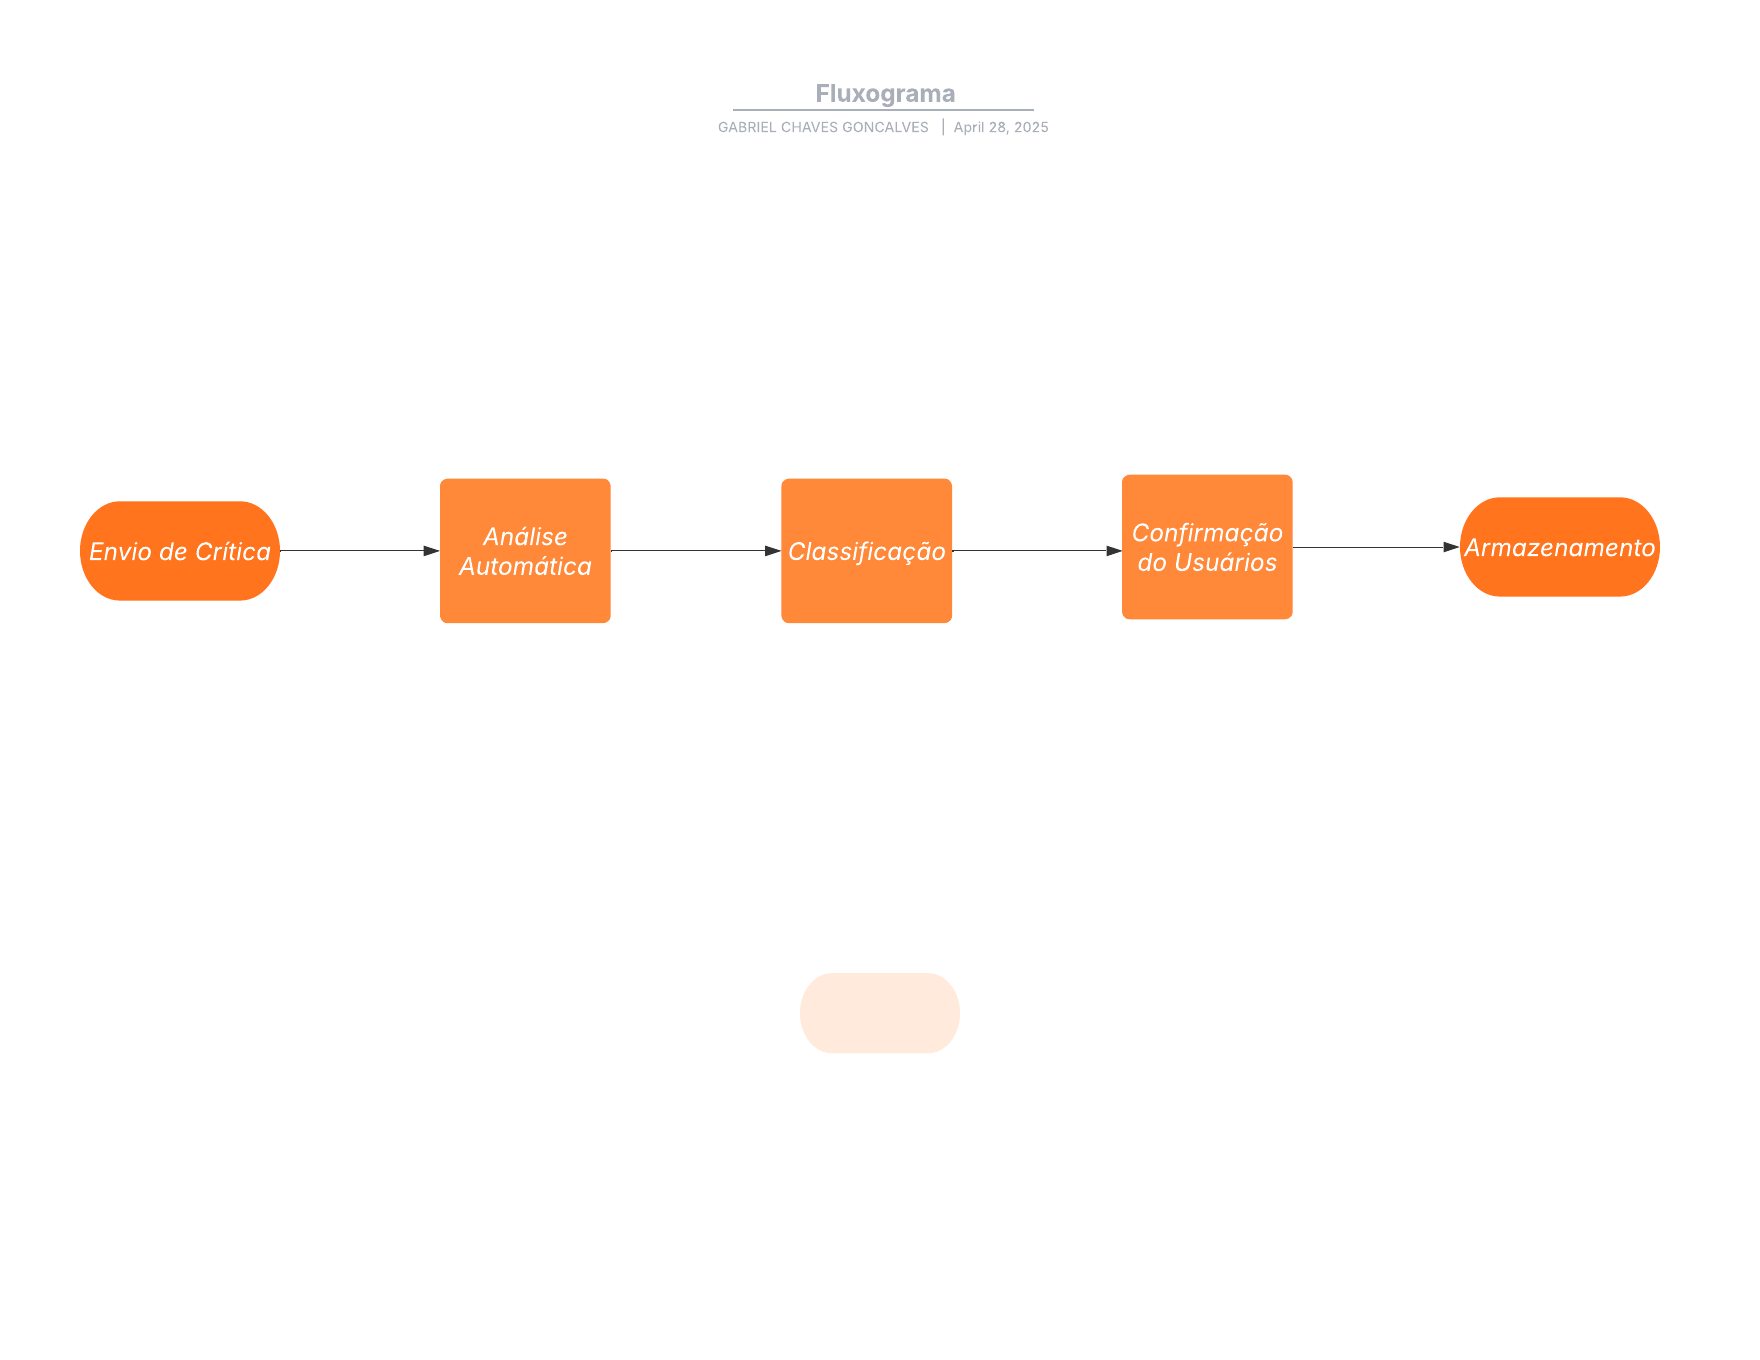 Fluxograma
GABRIEL CHAVES GONCALVES | April 28, 2025
Envio de Crítica
Análise
Automática
Classificação
Confirmação
do Usuários
Armazenamento